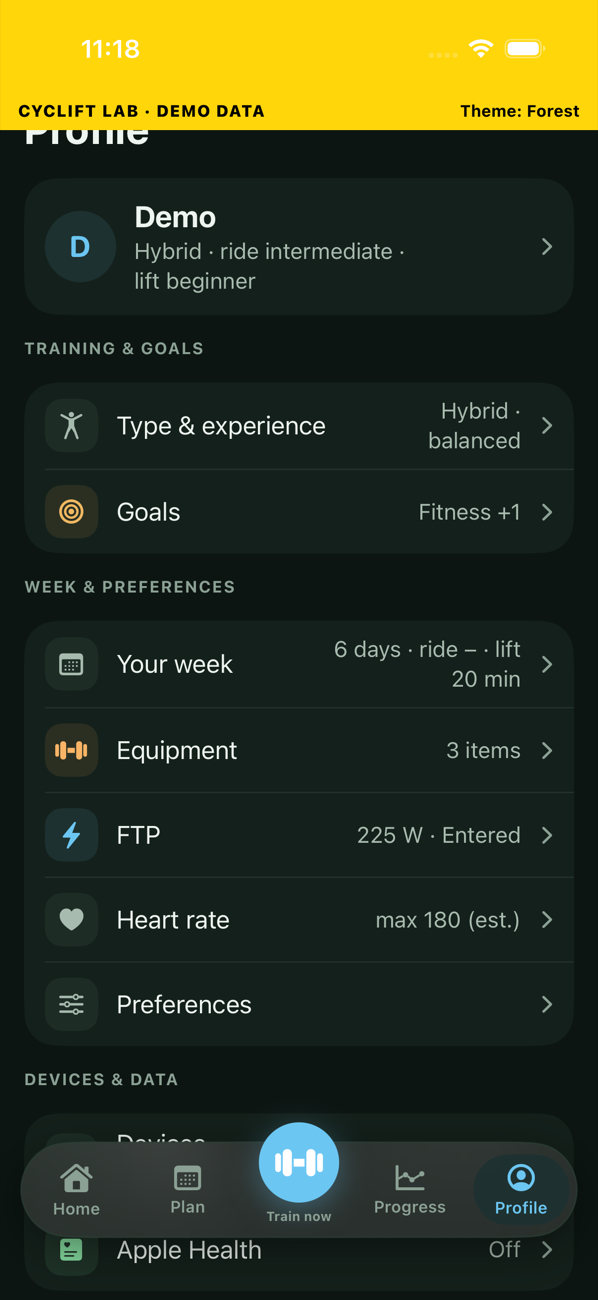 11:18
CYCLIFT LAB · DEMO DATA
Theme: Forest
Profile
D
Demo
Hybrid · ride intermediate ·
lift beginner
TRAINING & GOALS
Type & experience
Hybrid ·
balanced
Goals
Fitness +1
WEEK & PREFERENCES
Your week
6 days · ride – · lift
20 min
Equipment
3 items
FTP
225 W · Entered
Heart rate
max 180 (est.)
Preferences
DEVICES & DATA
Devices
Home
Plan
Train now
Progress
Profile
Apple Health
Off